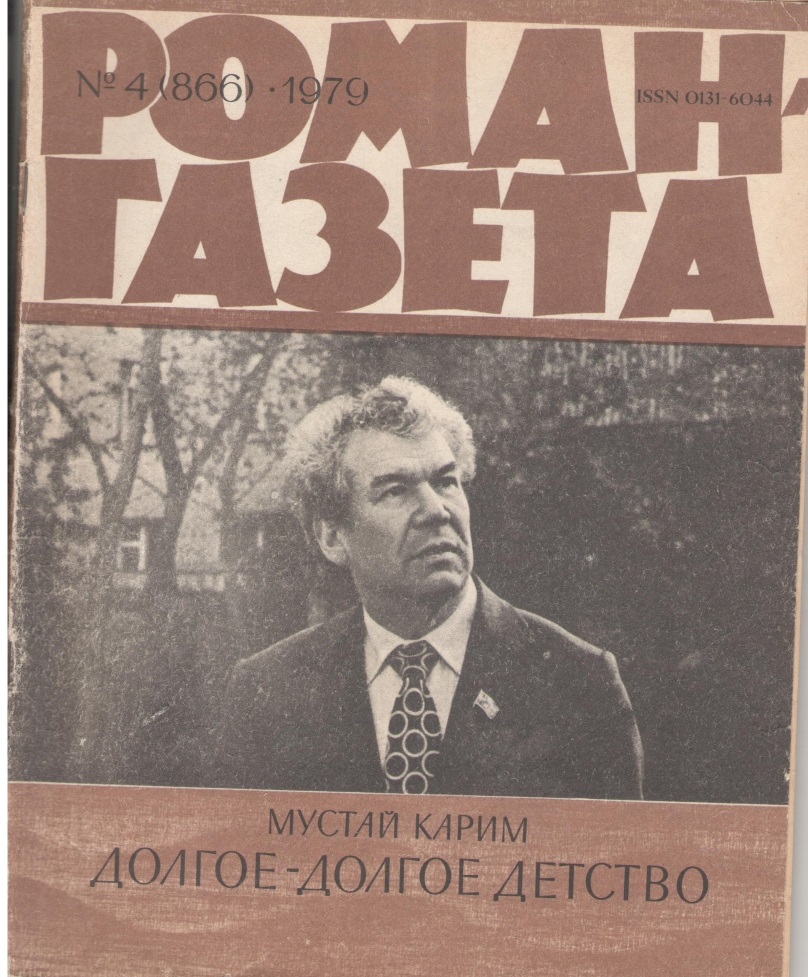 РОМАН-
№ 4 (866) · 1979
ISSN 0131-6044
ГАЗЕТА
МУСТАЙ КАРИМ
ДОЛГОЕ-ДОЛГОЕ ДЕТСТВО